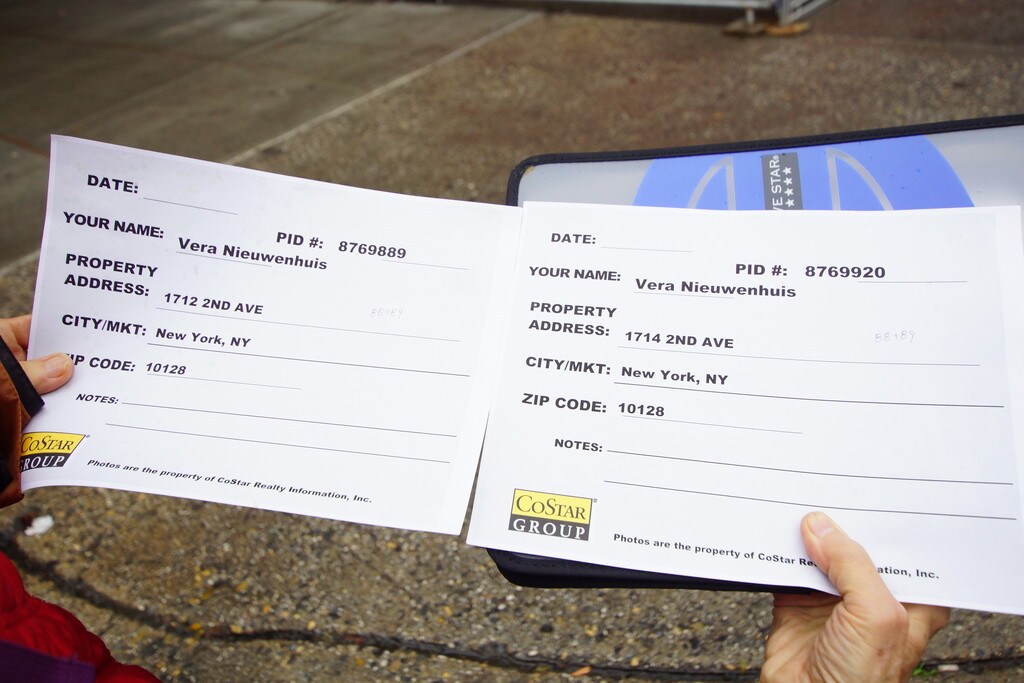 DATE:
YOUR NAME: Vera Nieuwenhuis PID #: 8769889
PROPERTY
ADDRESS: 1712 2ND AVE
CITY/MKT: New York, NY
ZIP CODE: 10128
NOTES:
COSTAR
GROUP
Photos are the property of CoStar Realty Information, Inc.
VE STAR
DATE:
YOUR NAME: Vera Nieuwenhuis PID #: 8769920
PROPERTY
ADDRESS: 1714 2ND AVE
88+89
CITY/MKT: New York, NY
ZIP CODE: 10128
NOTES:
COSTAR
GROUP
Photos are the property of CoStar Re ation, Inc.